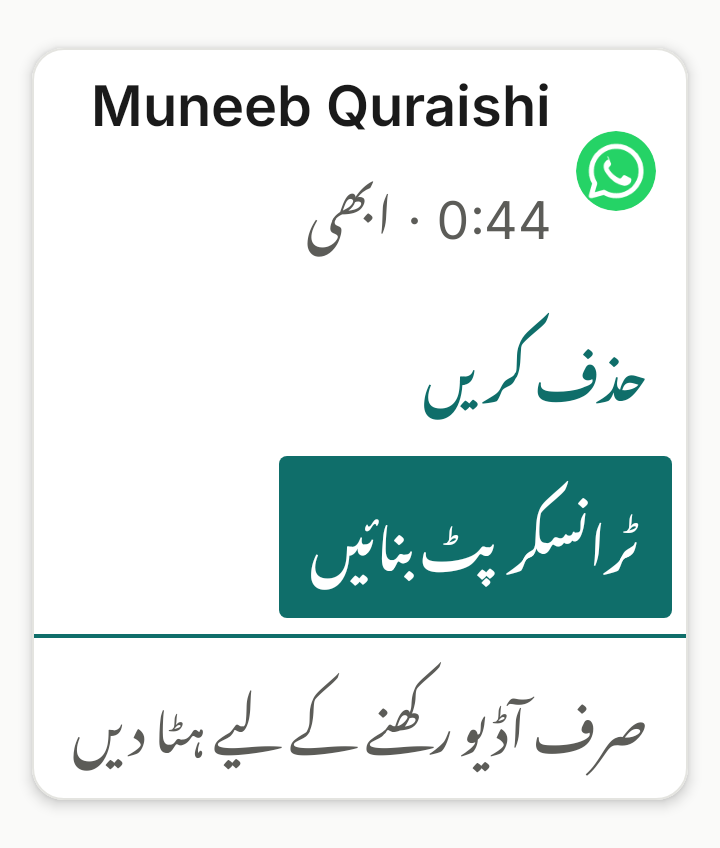 Muneeb Quraishi
0:44 · ابھی
حذف کریں
ٹرانسکرپٹ بنائیں
صرف آڈیو رکھنے کے لیے ہٹا دیں